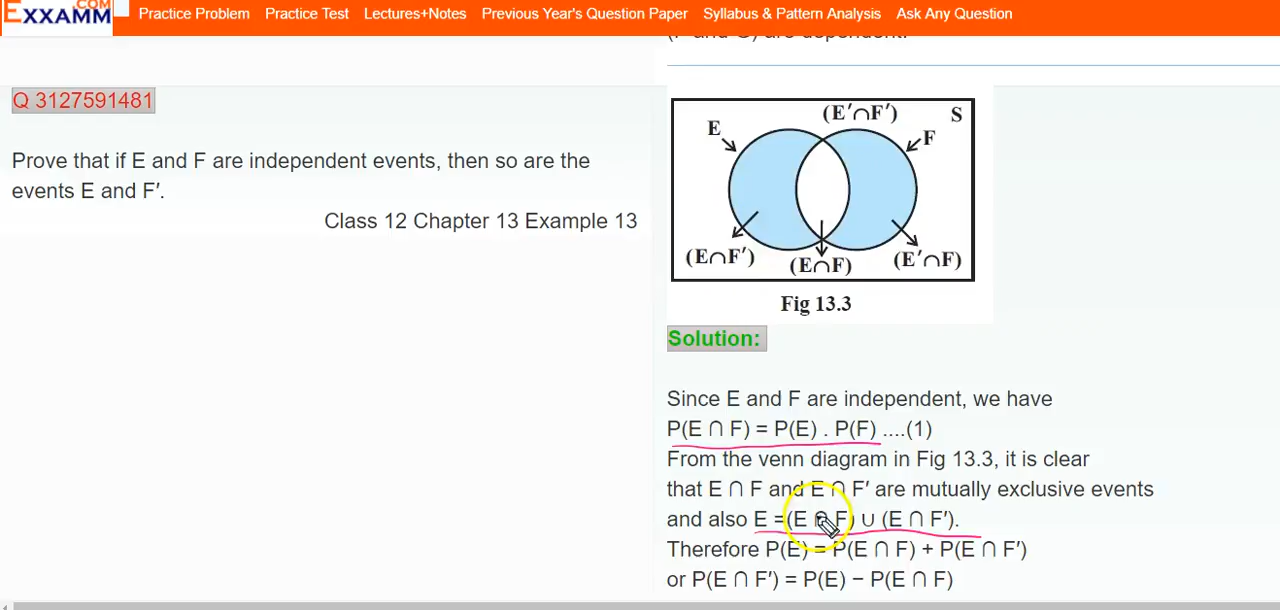 EXXAMM
.COM
Practice Problem Practice Test Lectures+Notes Previous Year's Question Paper Syllabus & Pattern Analysis Ask Any Question
Q 3127591481
Prove that if E and F are independent events, then so are the
events E and F′.
Class 12 Chapter 13 Example 13
(E′∩F′) S
E
F
(E∩F′) (E∩F) (E′∩F)
Fig 13.3
Solution:
Since E and F are independent, we have
P(E ∩ F) = P(E) . P(F) ....(1)
From the venn diagram in Fig 13.3, it is clear
that E ∩ F and E ∩ F′ are mutually exclusive events
and also E =(E ∩ F) ∪ (E ∩ F′).
Therefore P(E) = P(E ∩ F) + P(E ∩ F′)
or P(E ∩ F′) = P(E) − P(E ∩ F)